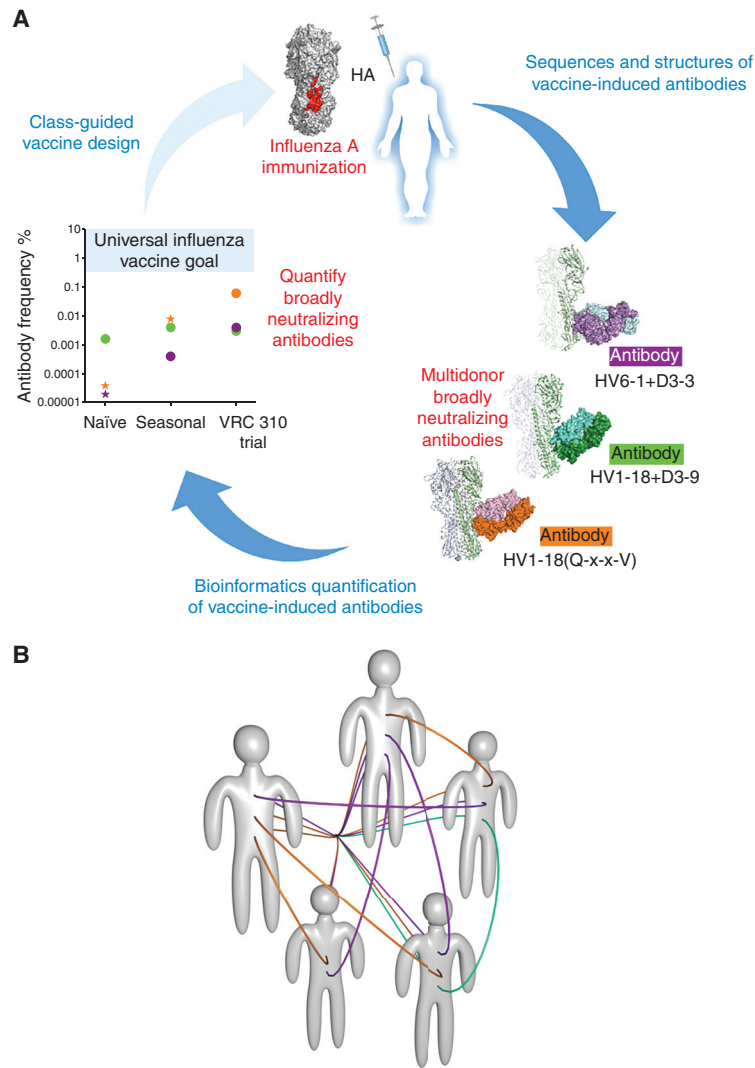 A
HA
Influenza A
immunization
Sequences and structures of
vaccine-induced antibodies
Class-guided
vaccine design
Antibody frequency %
10
1
0.1
0.01
0.001
0.0001
0.00001
Universal influenza
vaccine goal
Naïve
Seasonal
VRC 310
trial
Quantify
broadly
neutralizing
antibodies
Antibody
HV6-1+D3-3
Multidonor
broadly
neutralizing
antibodies
Antibody
HV1-18+D3-9
Antibody
HV1-18(Q-x-x-V)
Bioinformatics quantification
of vaccine-induced antibodies
B